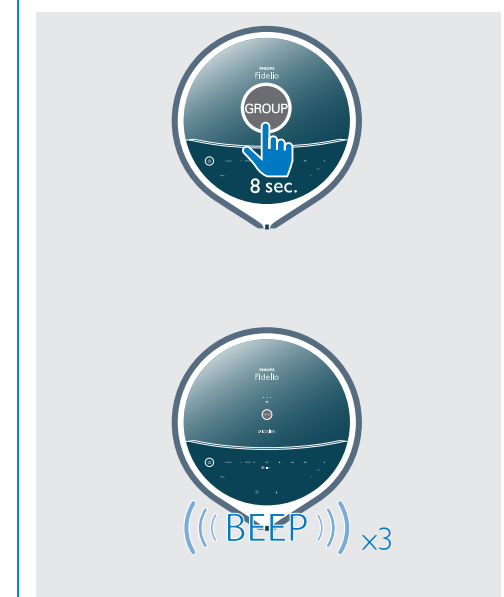 PHILIPS
Fidelio
GROUP
8 sec.
PHILIPS
Fidelio
BEEP
x3